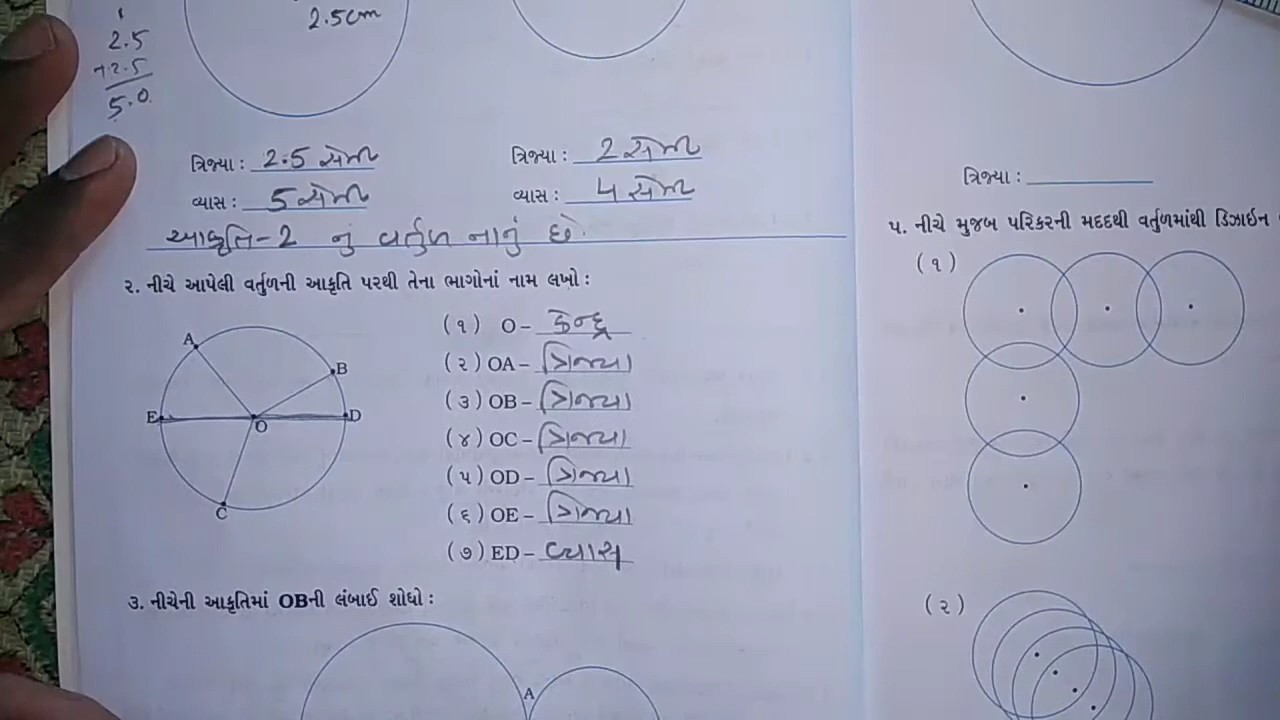 2.5cm
2.5
+2.5
5.0
ત્રિજ્યા : 2.5 સેમી
વ્યાસ : 5 સેમી
ત્રિજ્યા : 2 સેમી
વ્યાસ : 4 સેમી
આકૃતિ-2 નું વર્તુળ નાનું છે.
૨. નીચે આપેલી વર્તુળની આકૃતિ પરથી તેના ભાગોનાં નામ લખો :
A
B
E
O
D
C
(૧) O – કેન્દ્ર
(૨) OA – ત્રિજ્યા
(૩) OB – ત્રિજ્યા
(૪) OC – ત્રિજ્યા
(૫) OD – ત્રિજ્યા
(૬) OE – ત્રિજ્યા
(૭) ED – વ્યાસ
૩. નીચેની આકૃતિમાં OBની લંબાઈ શોધો :
A
ત્રિજ્યા :
૫. નીચે મુજબ પરિકરની મદદથી વર્તુળમાંથી ડિઝાઈન
(૧)
(૨)